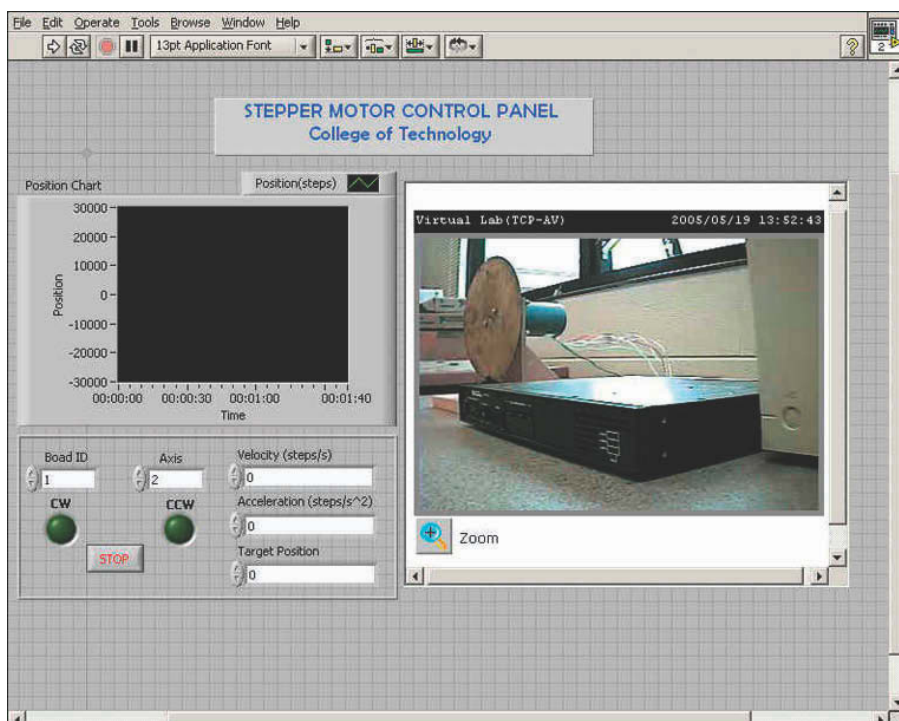 File Edit Operate Tools Browse Window Help
13pt Application Font
?
2
STEPPER MOTOR CONTROL PANEL
College of Technology
Position Chart
Position(steps)
30000
20000
10000
0
-10000
-20000
-30000
Position
00:00:00 00:00:30 00:01:00 00:01:40
Time
Virtual Lab(TCP-AV) 2005/05/19 13:52:43
Zoom
Boad ID
1
Axis
2
CW
CCW
STOP
Velocity (steps/s)
0
Acceleration (steps/s^2)
0
Target Position
0